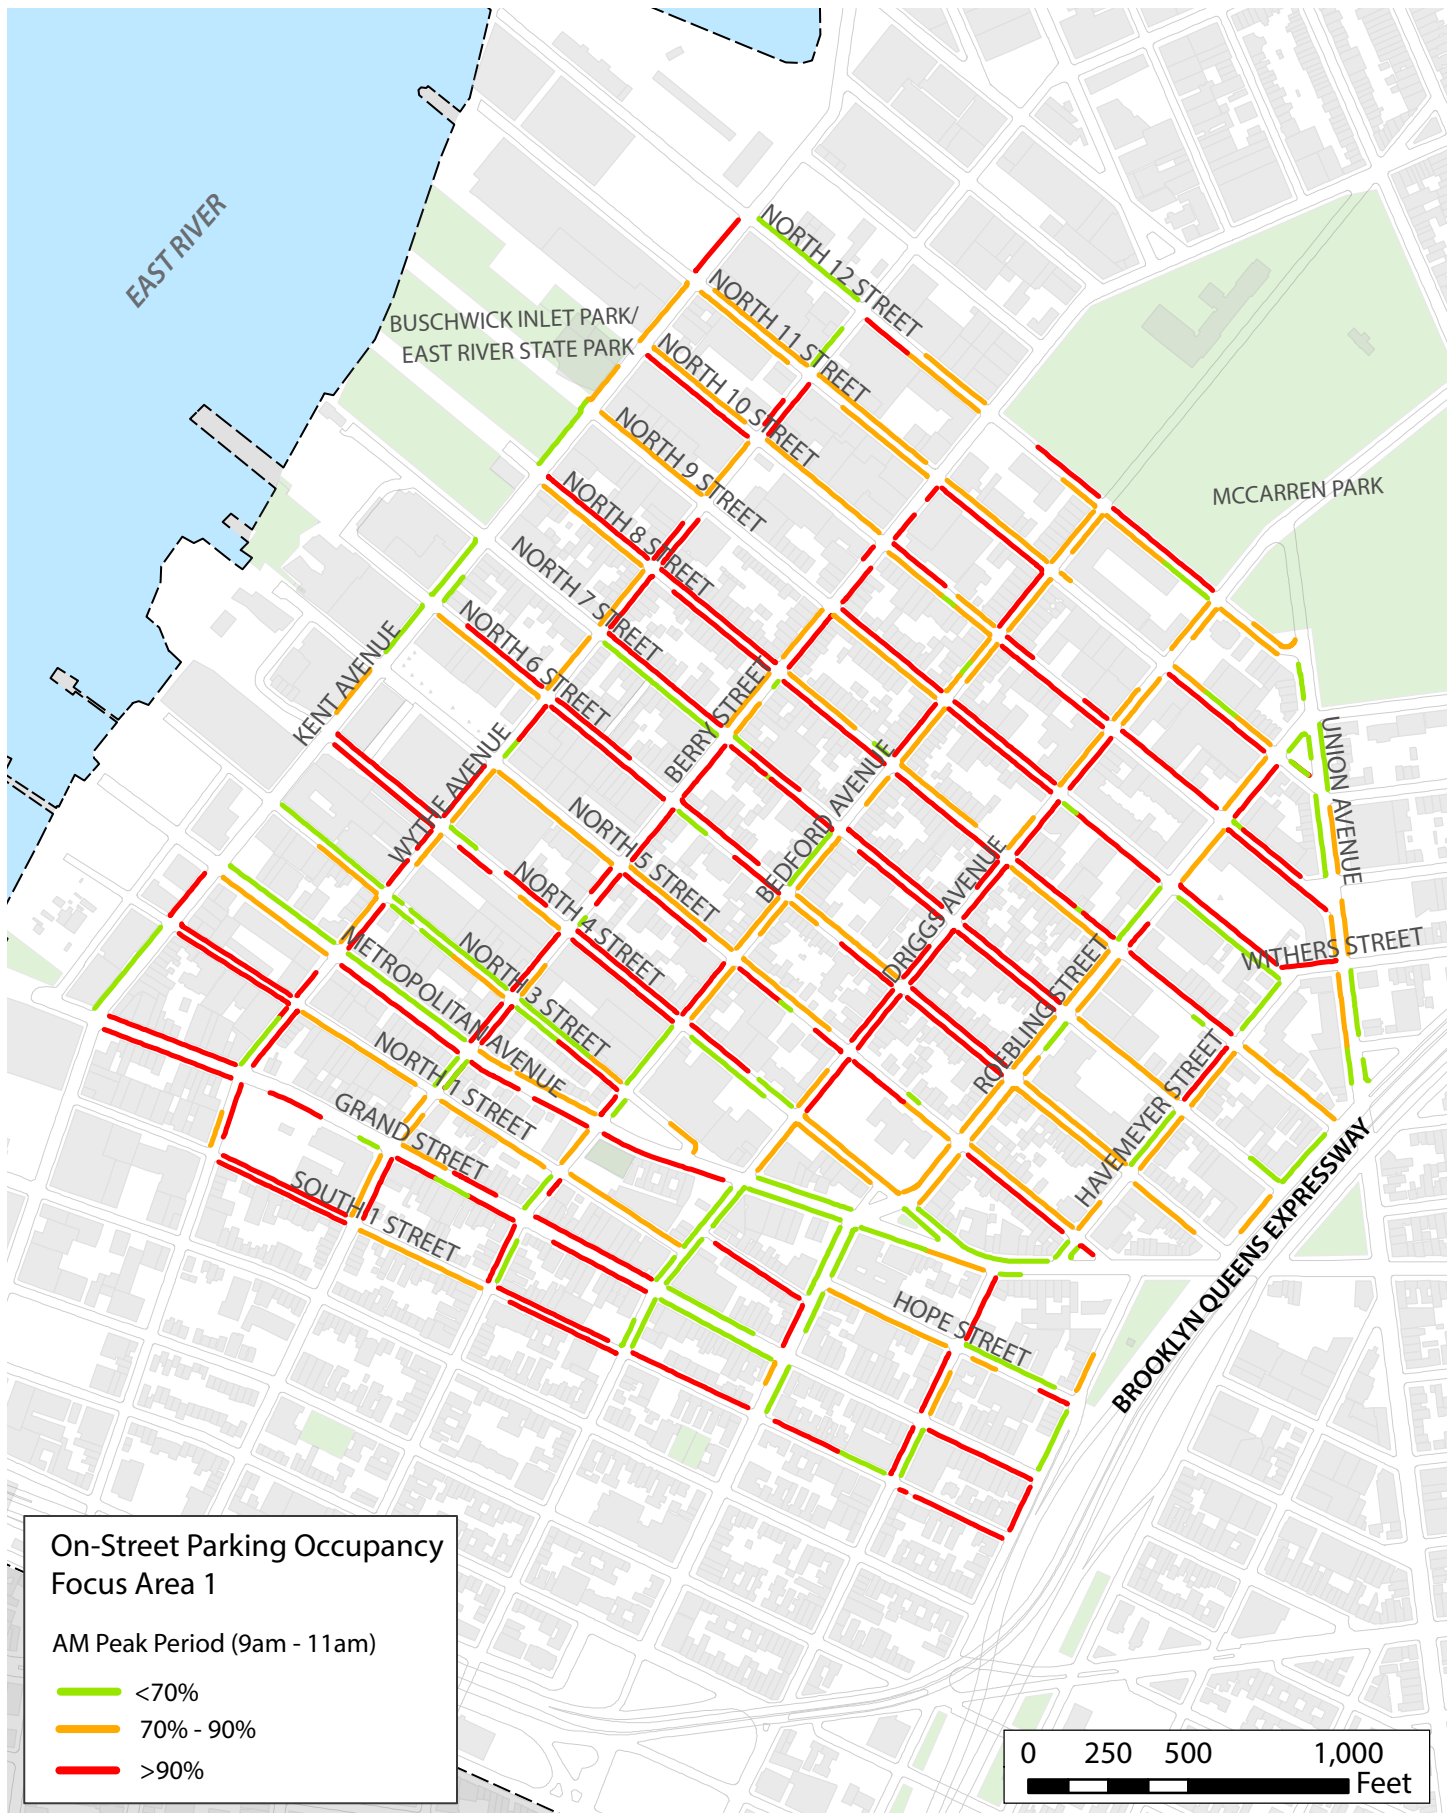 NORTH 12 STREET
EAST RIVER
NORTH 11 STREET
BUSCHWICK INLET PARK/
EAST RIVER STATE PARK
NORTH 10 STREET
NORTH 9 STREET
MCCARREN PARK
NORTH 8 STREET
NORTH 7 STREET
NORTH 6 STREET
KENT AVENUE
BERRY STREET
UNION AVENUE
WYTHE AVENUE
BEDFORD AVENUE
NORTH 5 STREET
DRIGGS AVENUE
NORTH 4 STREET
WITHERS STREET
METROPOLITAN AVENUE
NORTH 3 STREET
ROEBLING STREET
NORTH 1 STREET
HAVEMEYER STREET
GRAND STREET
SOUTH 1 STREET
BROOKLYN QUEENS EXPRESSWAY
HOPE STREET
On-Street Parking Occupancy
Focus Area 1
AM Peak Period (9am - 11am)
<70%
70% - 90%
>90%
0 250 500 1,000
Feet